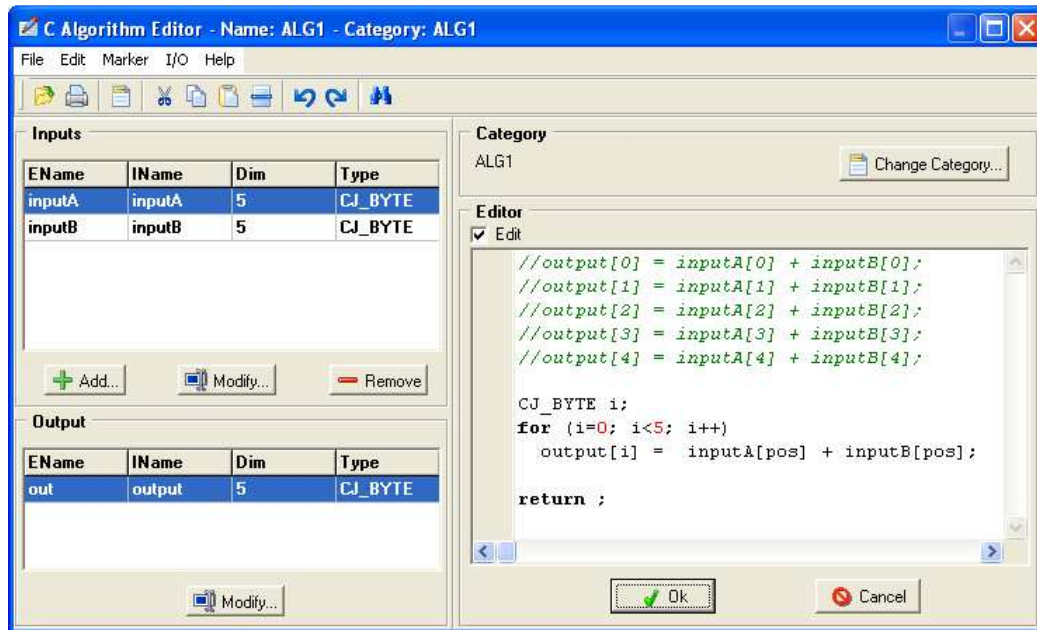 C Algorithm Editor - Name: ALG1 - Category: ALG1
File Edit Marker I/O Help
Inputs
EName IName Dim Type
inputA inputA 5 CJ_BYTE
inputB inputB 5 CJ_BYTE
Add... Modify... Remove
Output
EName IName Dim Type
out output 5 CJ_BYTE
Modify...
Category
ALG1 Change Category...
Editor
Edit
//output[0] = inputA[0] + inputB[0];
//output[1] = inputA[1] + inputB[1];
//output[2] = inputA[2] + inputB[2];
//output[3] = inputA[3] + inputB[3];
//output[4] = inputA[4] + inputB[4];
CJ_BYTE i;
for (i=0; i<5; i++)
output[i] =  inputA[pos] + inputB[pos];
return ;
Ok Cancel